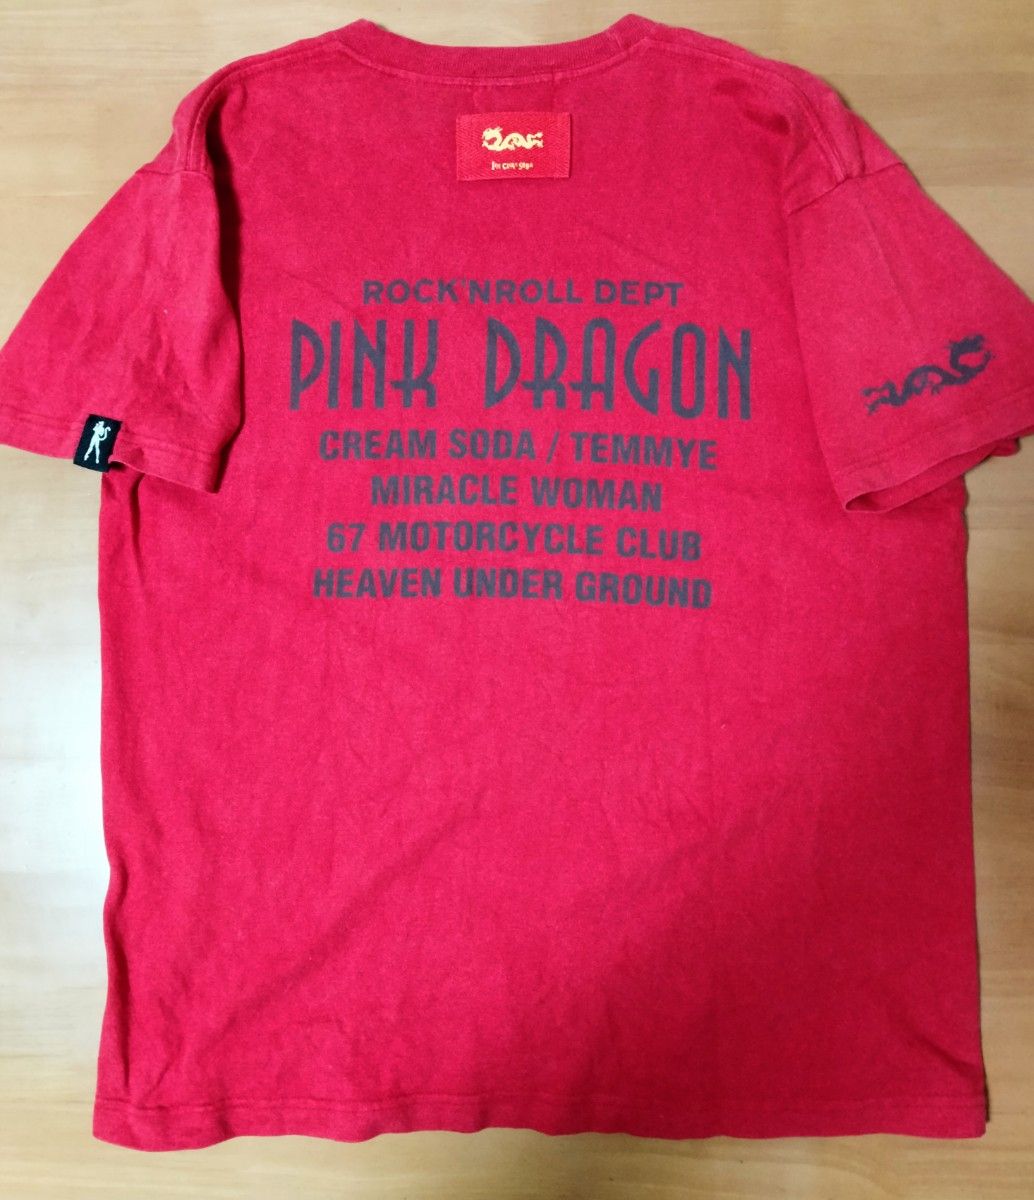 ROCK'NROLL DEPT
PINK DRAGON
CREAM SODA / TEMMYE
MIRACLE WOMAN
67 MOTORCYCLE CLUB
HEAVEN UNDER GROUND